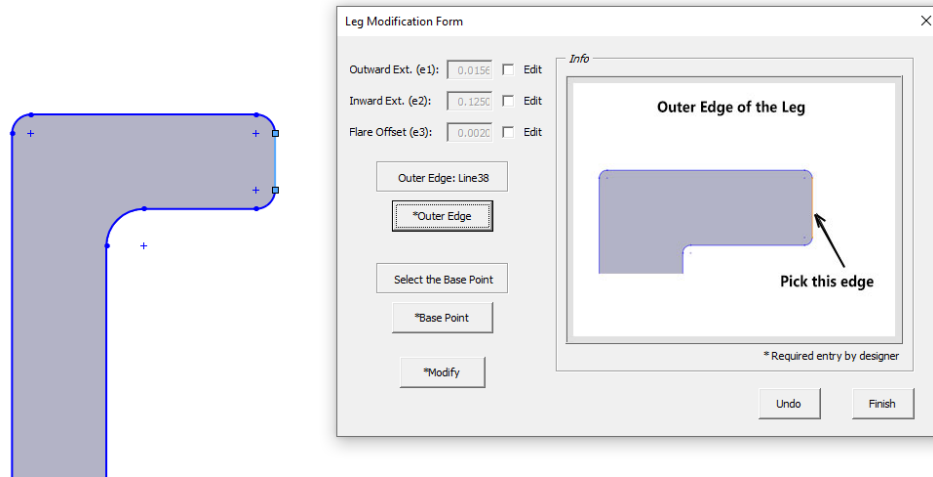 Leg Modification Form
Outward Ext. (e1): 0.0156 Edit
Inward Ext. (e2): 0.1250 Edit
Flare Offset (e3): 0.0020 Edit
Outer Edge: Line38
*Outer Edge
Select the Base Point
*Base Point
*Modify
Info
Outer Edge of the Leg
Pick this edge
* Required entry by designer
Undo
Finish